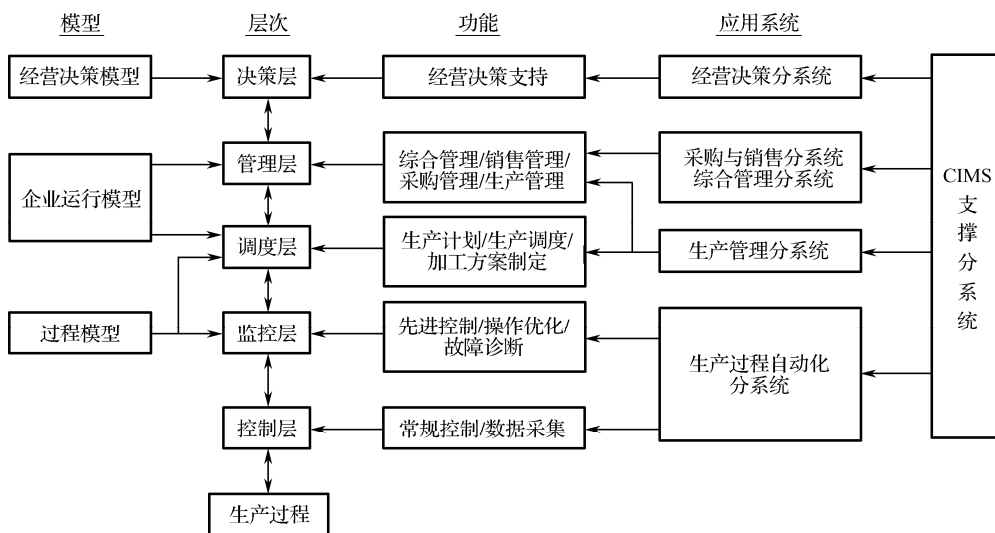 模型
层次
功能
应用系统
经营决策模型
决策层
经营决策支持
经营决策分系统
企业运行模型
管理层
综合管理/销售管理/
采购管理/生产管理
采购与销售分系统
综合管理分系统
调度层
生产计划/生产调度/
加工方案制定
生产管理分系统
过程模型
监控层
先进控制/操作优化/
故障诊断
生产过程自动化
分系统
控制层
常规控制/数据采集
生产过程
CIMS
支
撑
分
系
统